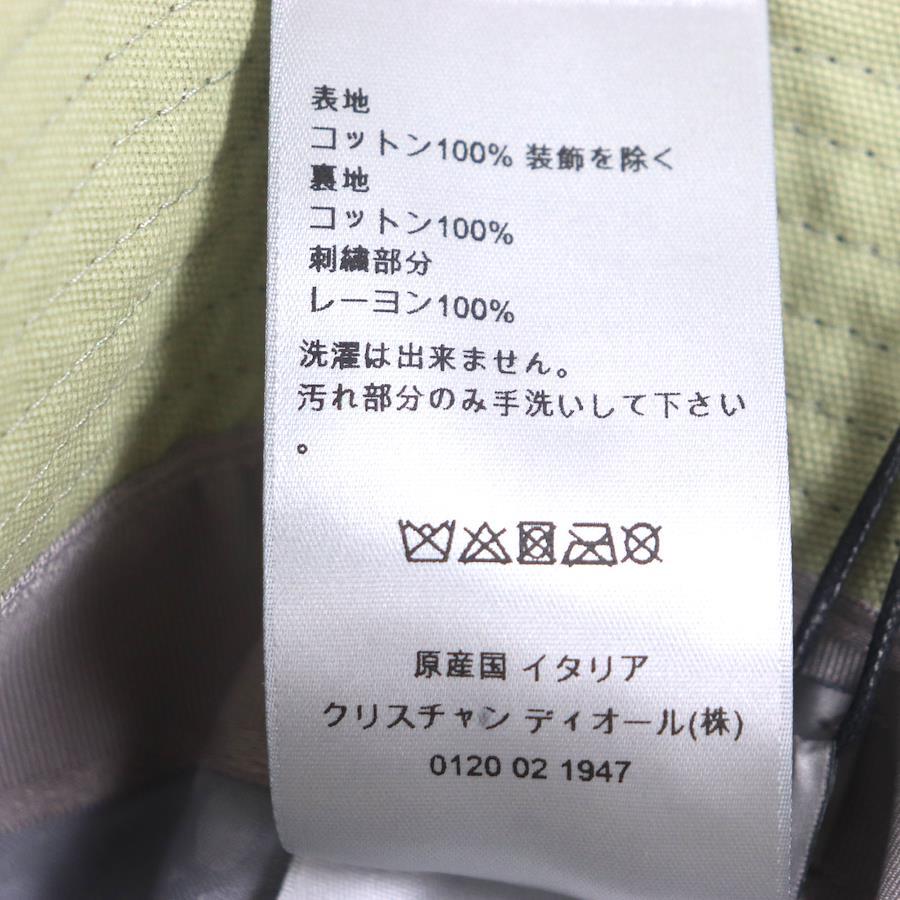 表地
コットン100% 装飾を除く
裏地
コットン100%
刺繍部分
レーヨン100%
洗濯は出来ません。
汚れ部分のみ手洗いして下さい
。
原産国 イタリア
クリスチャン ディオール(株)
0120 02 1947